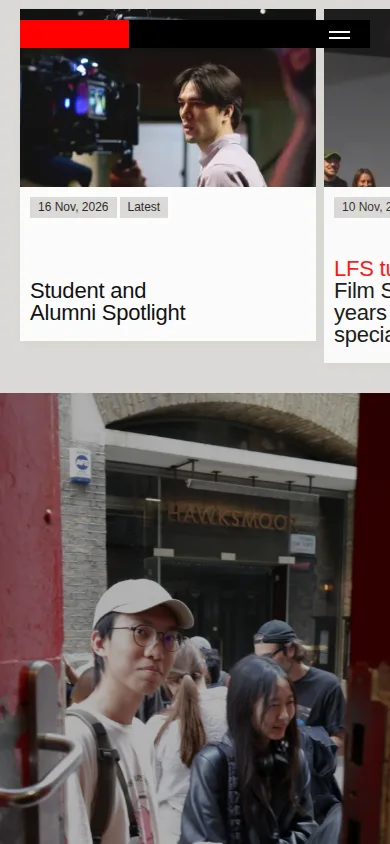 16 Nov, 2026 Latest
Student and
Alumni Spotlight
10 Nov, 2
LFS tu
Film S
years
specia
HAWKSMOOR